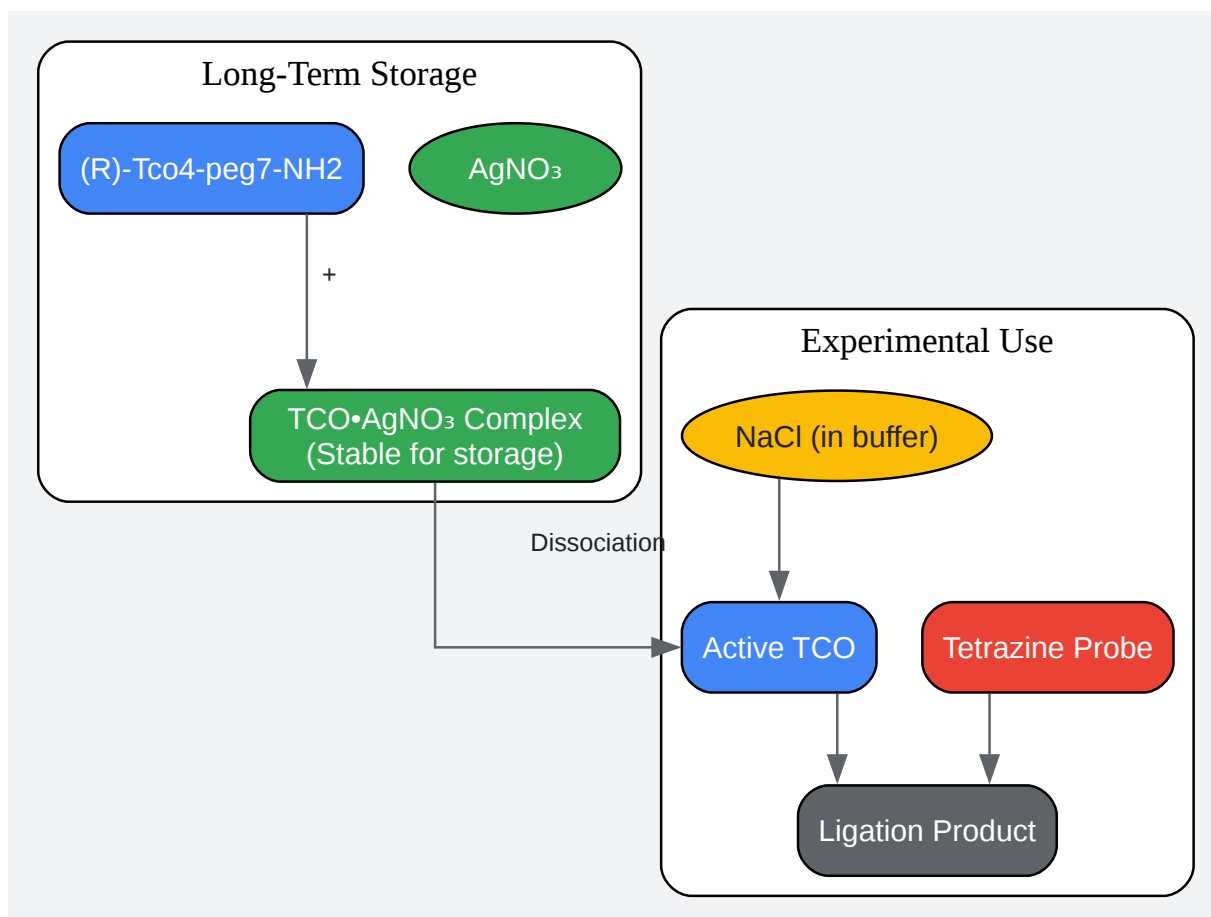 Long-Term Storage
(R)-Tco4-peg7-NH2
AgNO₃
+
TCO•AgNO₃ Complex
(Stable for storage)
Dissociation
Experimental Use
NaCl (in buffer)
Active TCO
Tetrazine Probe
Ligation Product